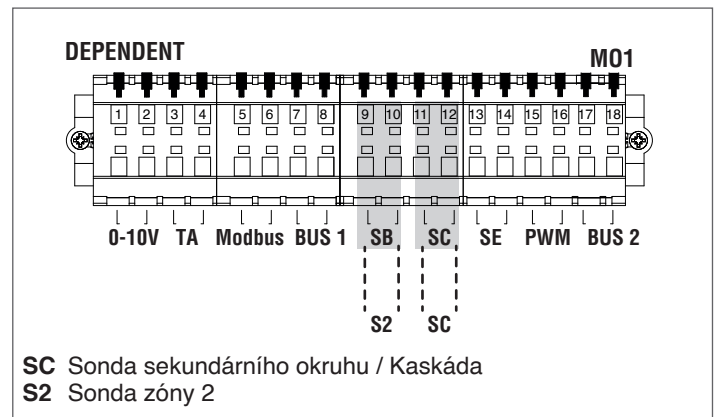 DEPENDENT
M01
1 2 3 4 5 6 7 8 9 10 11 12 13 14 15 16 17 18
0-10V TA Modbus BUS 1 SB SC SE PWM BUS 2
S2 SC
SC Sonda sekundárního okruhu / Kaskáda
S2 Sonda zóny 2